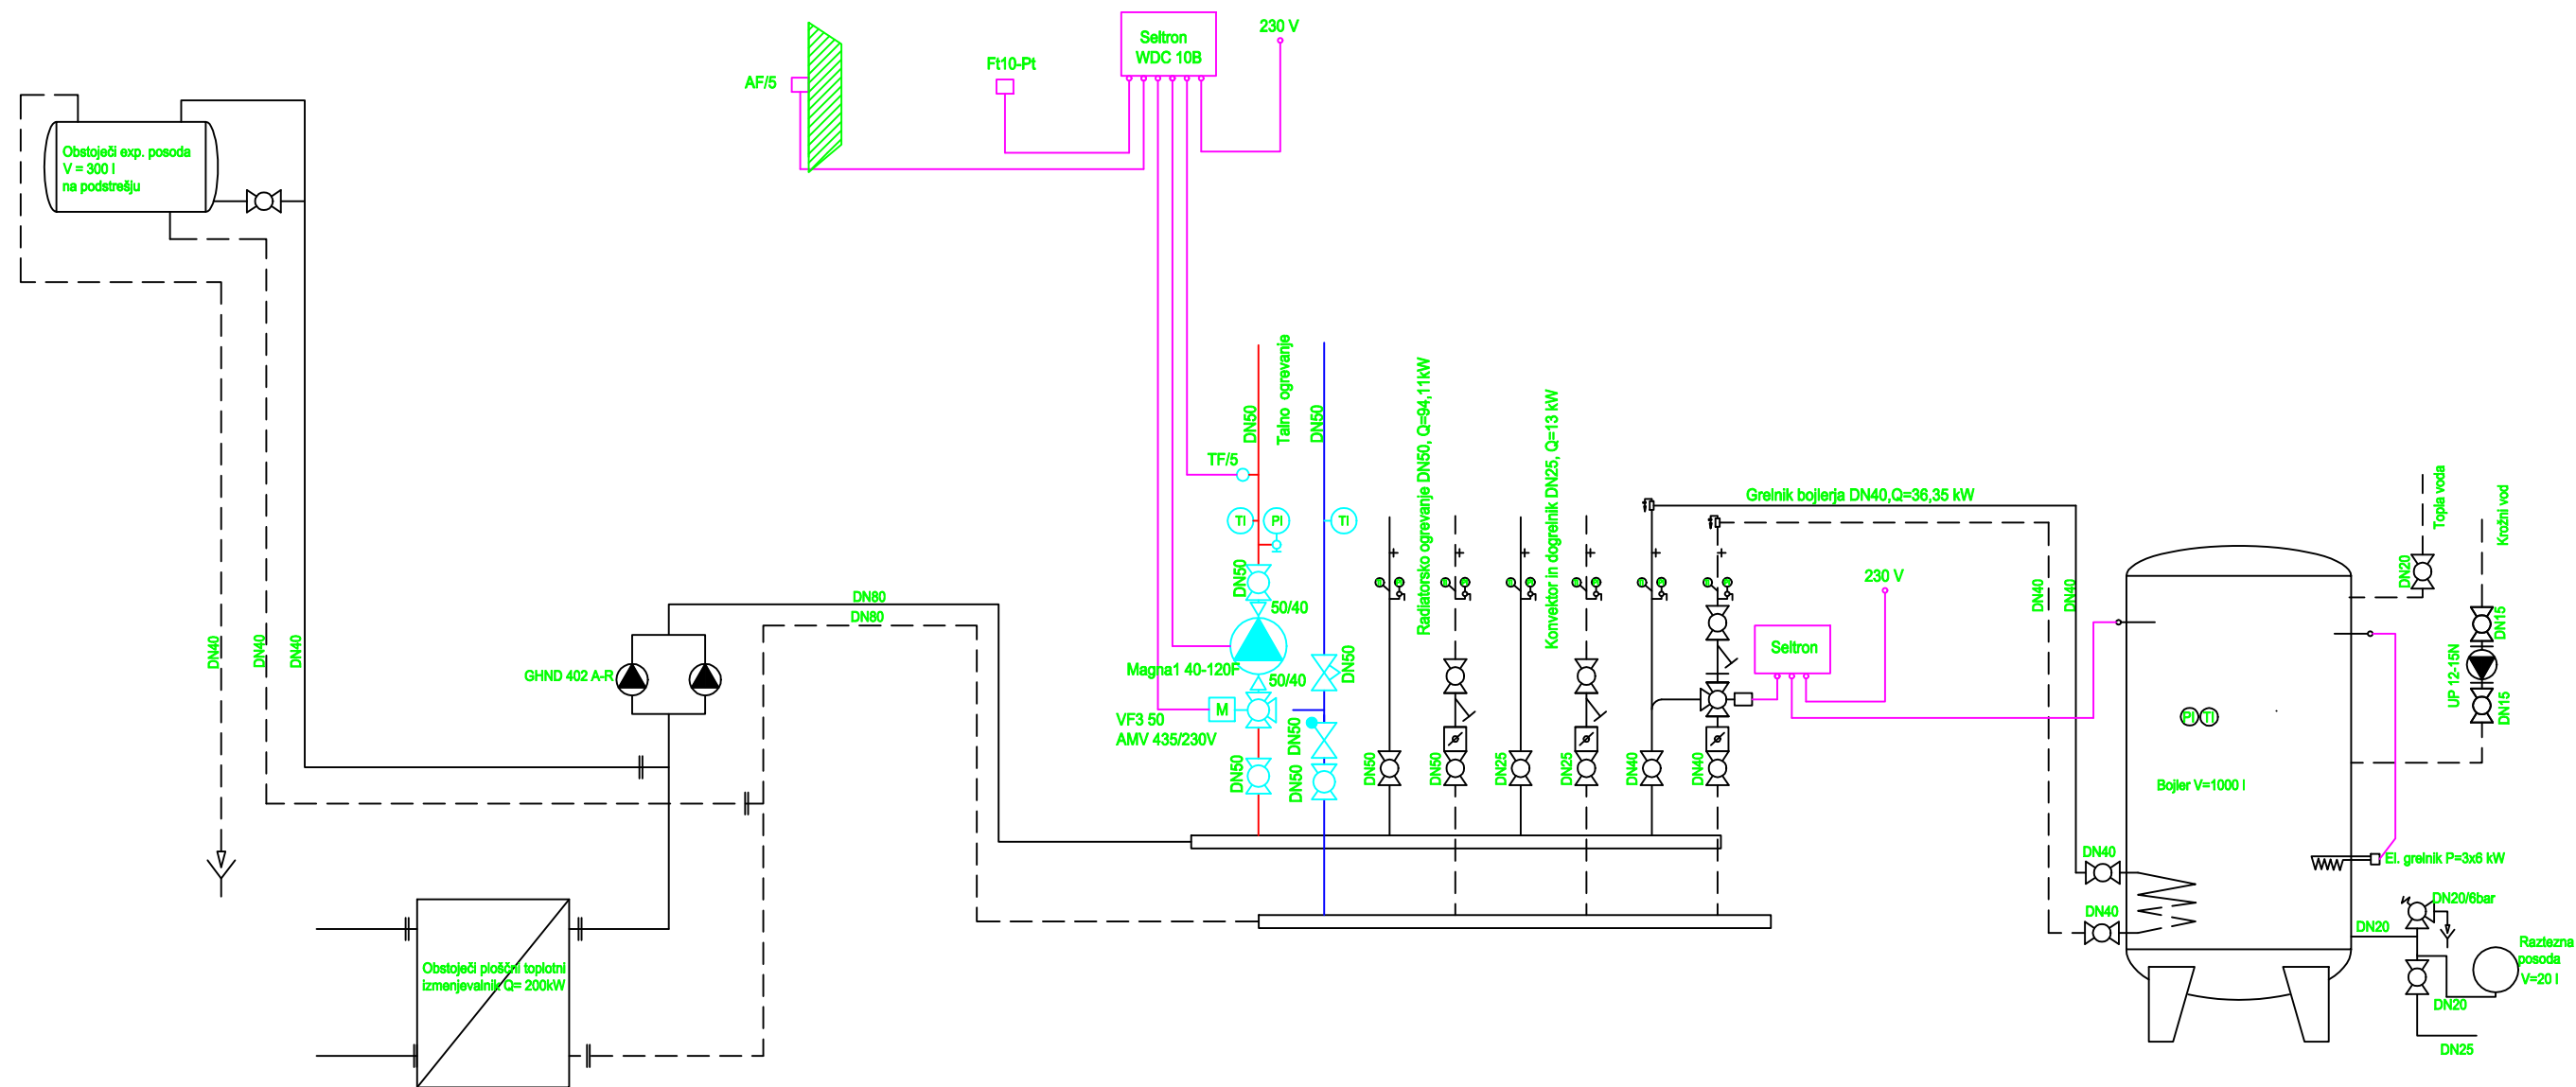 Seltron
WDC 10B
230 V
Ft10-Pt
AF/5
Obstoječi exp. posoda
V = 300 l
na podstrešju
DN40
DN40
DN40
GHND 402 A-R
DN80
DN80
Obstoječi ploščni toplotni
izmenjevalnik Q= 200kW
DN50
Talno ogrevanje
DN50
TF/5
TI
PI
TI
DN50
50/40
Magna1 40-120F
50/40
DN50
M
VF3 50
AMV 435/230V
DN50
DN50
DN50
Radiatorsko ogrevanje DN50, Q=94,11kW
Konvektor in dogrelnik DN25, Q=13 kW
DN50
DN50
DN25
DN25
DN40
DN40
Grelnik bojlerja DN40,Q=36,35 kW
230 V
Seltron
DN40
DN40
Topla voda
Krožni vod
DN20
DN15
UP 12-15N
DN15
PI
TI
Bojler V=1000 l
DN40
DN40
El. grelnik P=3x6 kW
DN20/6bar
DN20
Raztezna
posoda
V=20 l
DN20
DN25